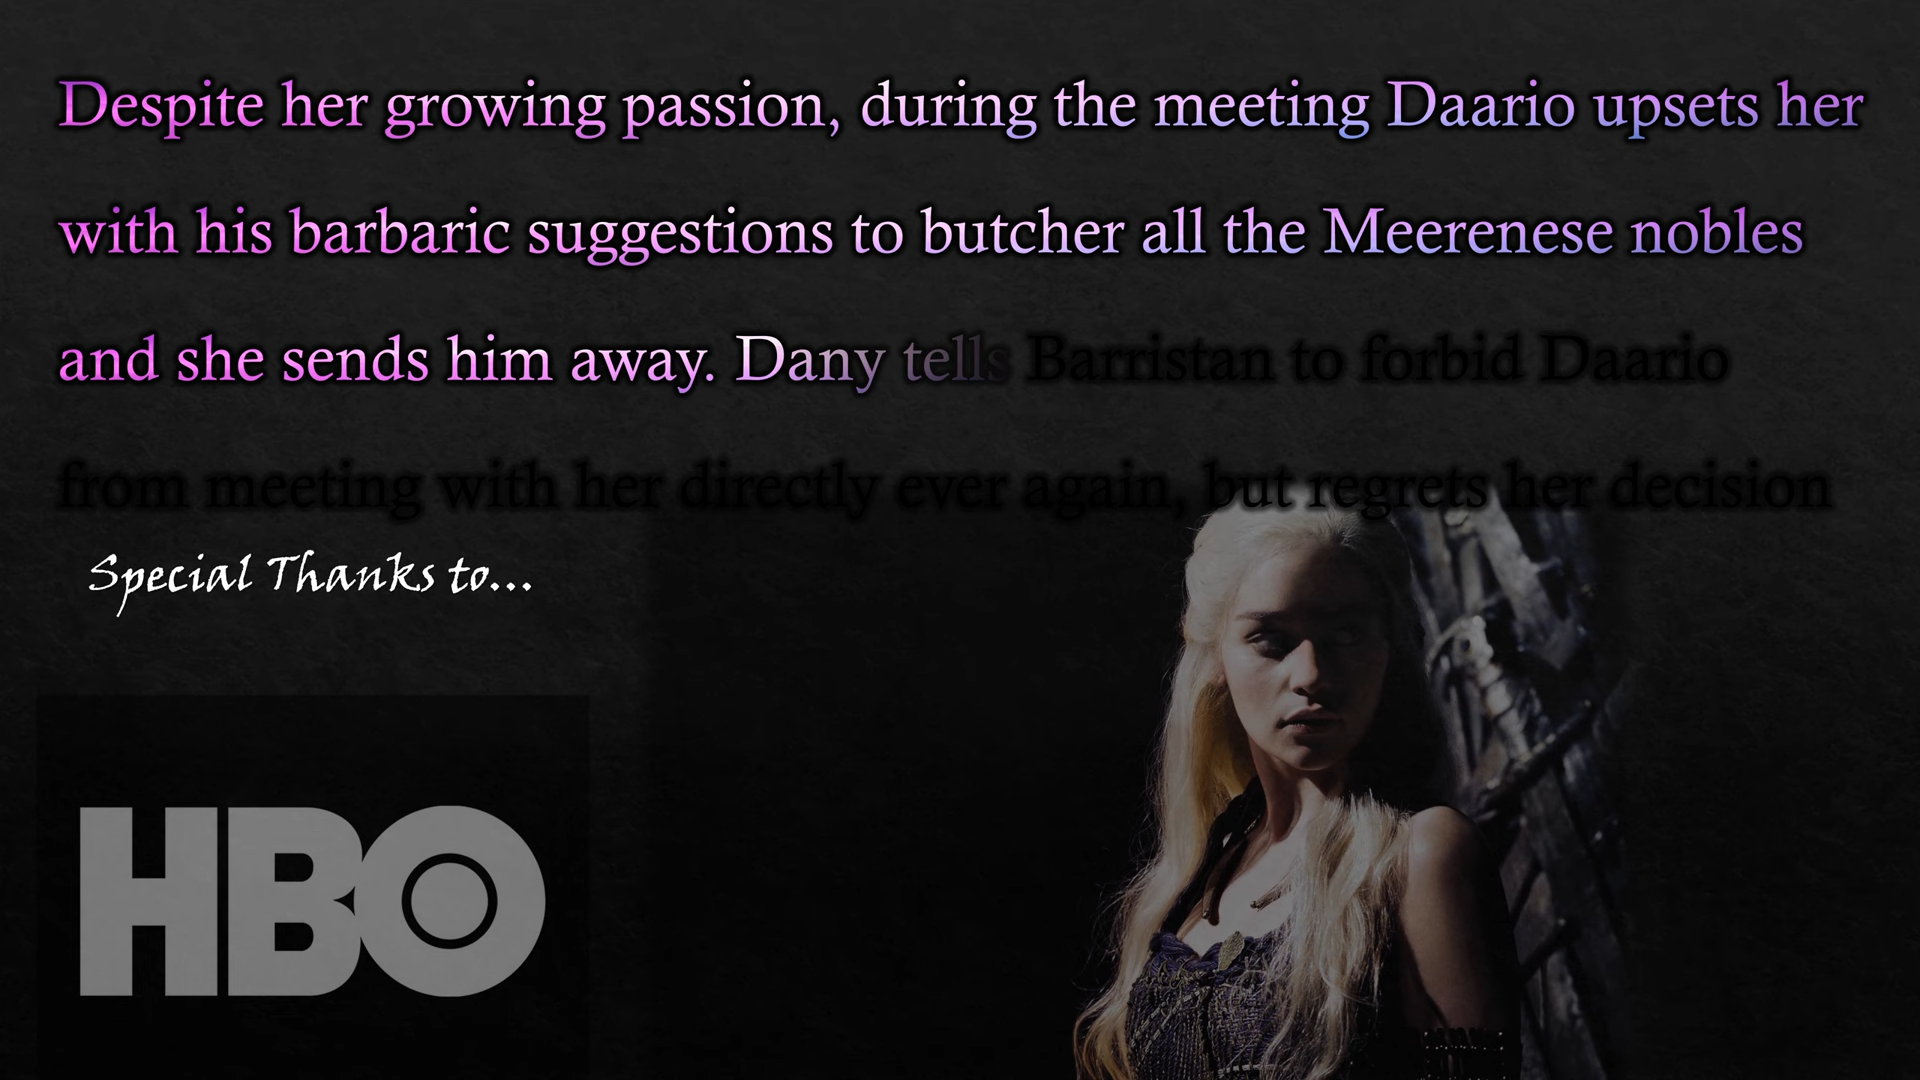 Despite her growing passion, during the meeting Daario upsets her
with his barbaric suggestions to butcher all the Meerenese nobles
and she sends him away. Dany tells Barristan to forbid Daario
from meeting with her directly ever again, but regrets her decision
Special Thanks to...
HBO